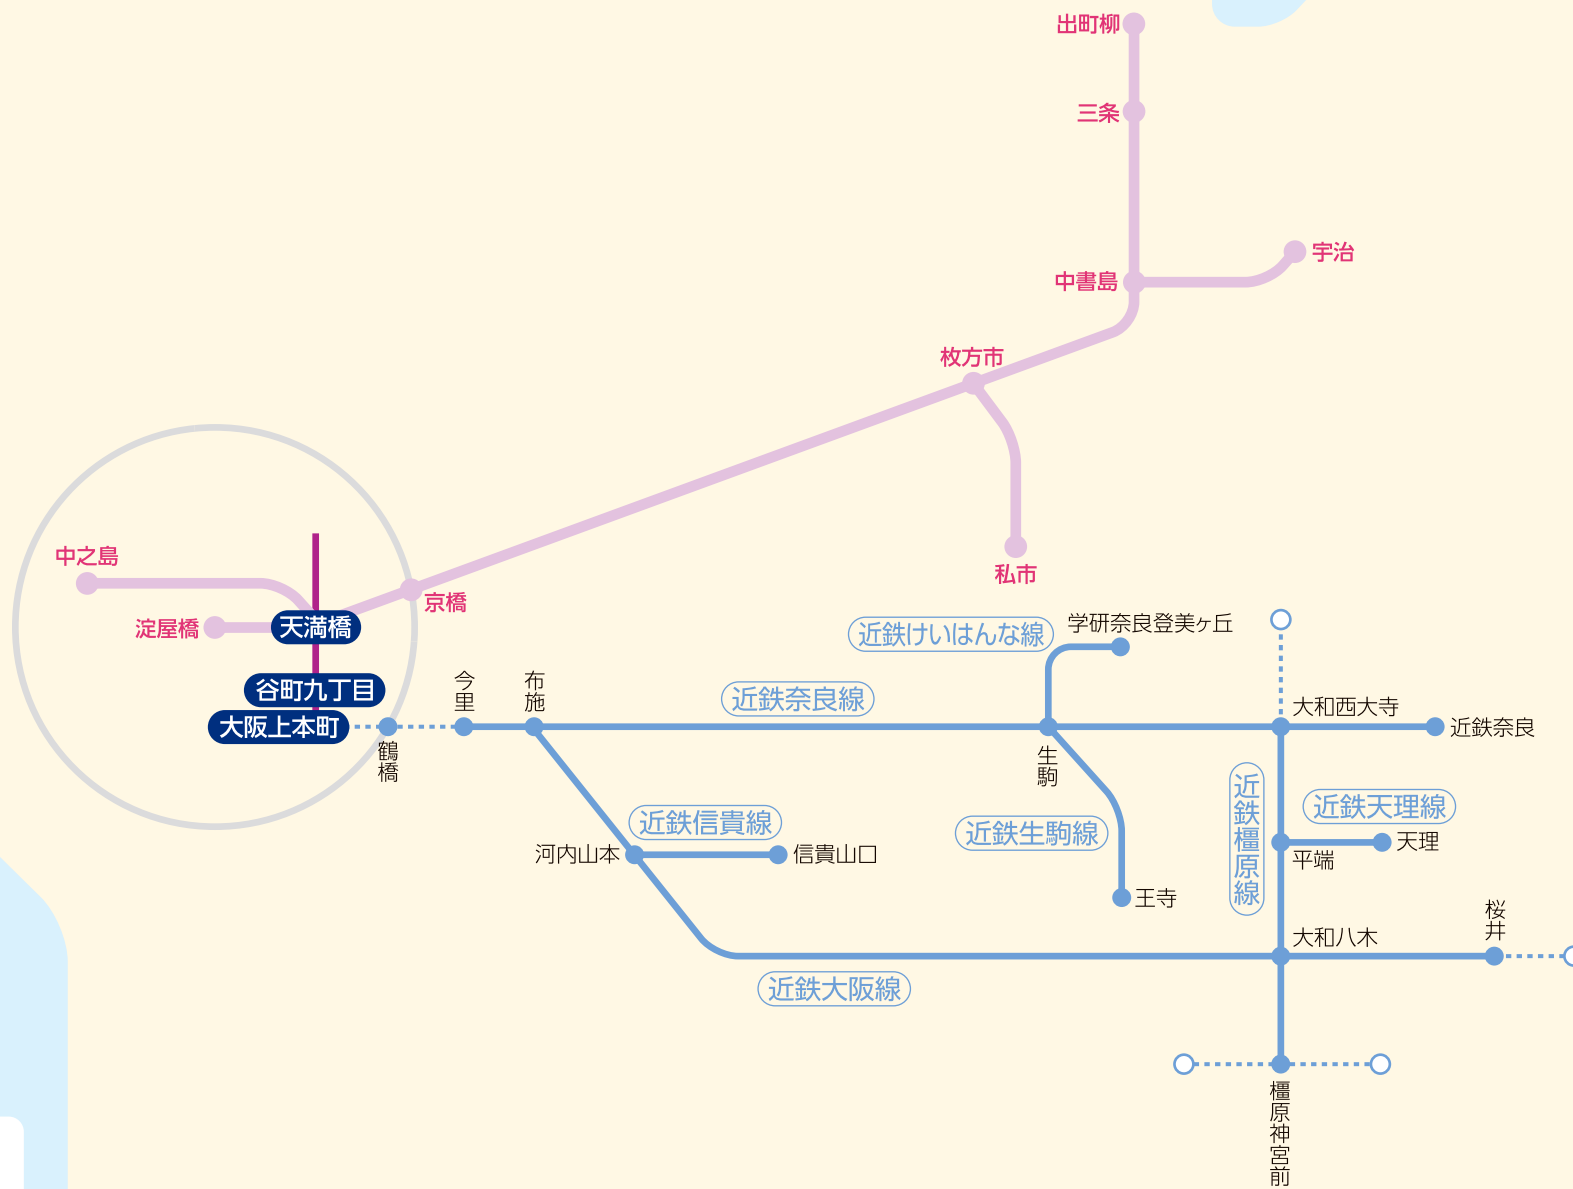 出町柳
三条
宇治
中書島
枚方市
中之島
私市
京橋
淀屋橋
天満橋
谷町九丁目
大阪上本町
鶴橋
今里
布施
近鉄けいはんな線
学研奈良登美ヶ丘
近鉄奈良線
生駒
大和西大寺
近鉄奈良
近鉄信貴線
河内山本
信貴山口
近鉄生駒線
王寺
近鉄橿原線
近鉄天理線
天理
平端
大和八木
桜井
近鉄大阪線
橿原神宮前